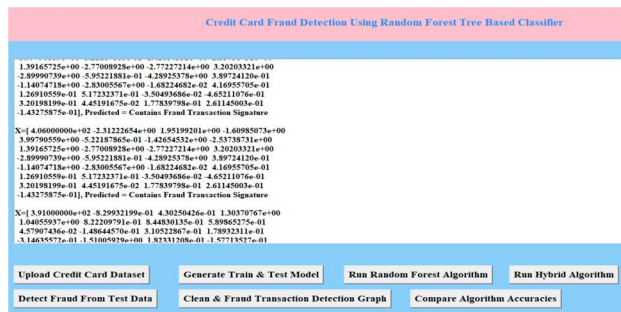 Credit Card Fraud Detection Using Random Forest Tree Based Classifier
1.39165725e+00 -2.77008928e+00 -2.77227214e+00 3.20203321e+00
-2.89990739e+00 -5.95221881e-01 -4.28925378e+00 3.89724120e-01
-1.14074718e+00 -2.83005567e+00 -1.68224682e-02 4.16955705e-01
1.26910559e-01 5.17232371e-01 -3.50493686e-02 -4.65211076e-01
3.20198199e-01 4.45191675e-02 1.77839798e-01 2.61145003e-01
-1.43275875e-01], Predicted = Contains Fraud Transaction Signature
X=[ 4.06000000e+02 -2.31222654e+00 1.95199201e+00 -1.60985073e+00
3.99790559e+00 -5.22187865e-01 -1.42654532e+00 -2.53738731e+00
1.39165725e+00 -2.77008928e+00 -2.77227214e+00 3.20203321e+00
-2.89990739e+00 -5.95221881e-01 -4.28925378e+00 3.89724120e-01
-1.14074718e+00 -2.83005567e+00 -1.68224682e-02 4.16955705e-01
1.26910559e-01 5.17232371e-01 -3.50493686e-02 -4.65211076e-01
3.20198199e-01 4.45191675e-02 1.77839798e-01 2.61145003e-01
-1.43275875e-01], Predicted = Contains Fraud Transaction Signature
X=[ 3.91000000e+02 -8.29932199e-01 4.30250426e-01 1.30370767e+00
1.04055937e+00 8.22209791e-01 8.44830135e-01 5.89865275e-01
4.57907436e-02 -1.48644570e-01 3.10522867e-01 1.78932311e-01
-3.14635572e-01 -1.51005929e+00 1.82331208e-01 -1.57713527e-01
Upload Credit Card Dataset Generate Train & Test Model Run Random Forest Algorithm Run Hybrid Algorithm
Detect Fraud From Test Data Clean & Fraud Transaction Detection Graph Compare Algorithm Accuracies